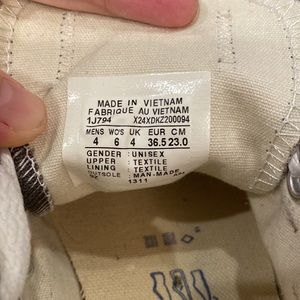 MADE IN VIETNAM
FABRIQUE AU VIETNAM
1J794 X24XDKZ200094
MENS WO'S UK EUR CM
4 6 4 36.5 23.0
GENDER : UNISEX
UPPER : TEXTILE
LINING : TEXTILE
OUTSOLE : MAN-MADE
1311